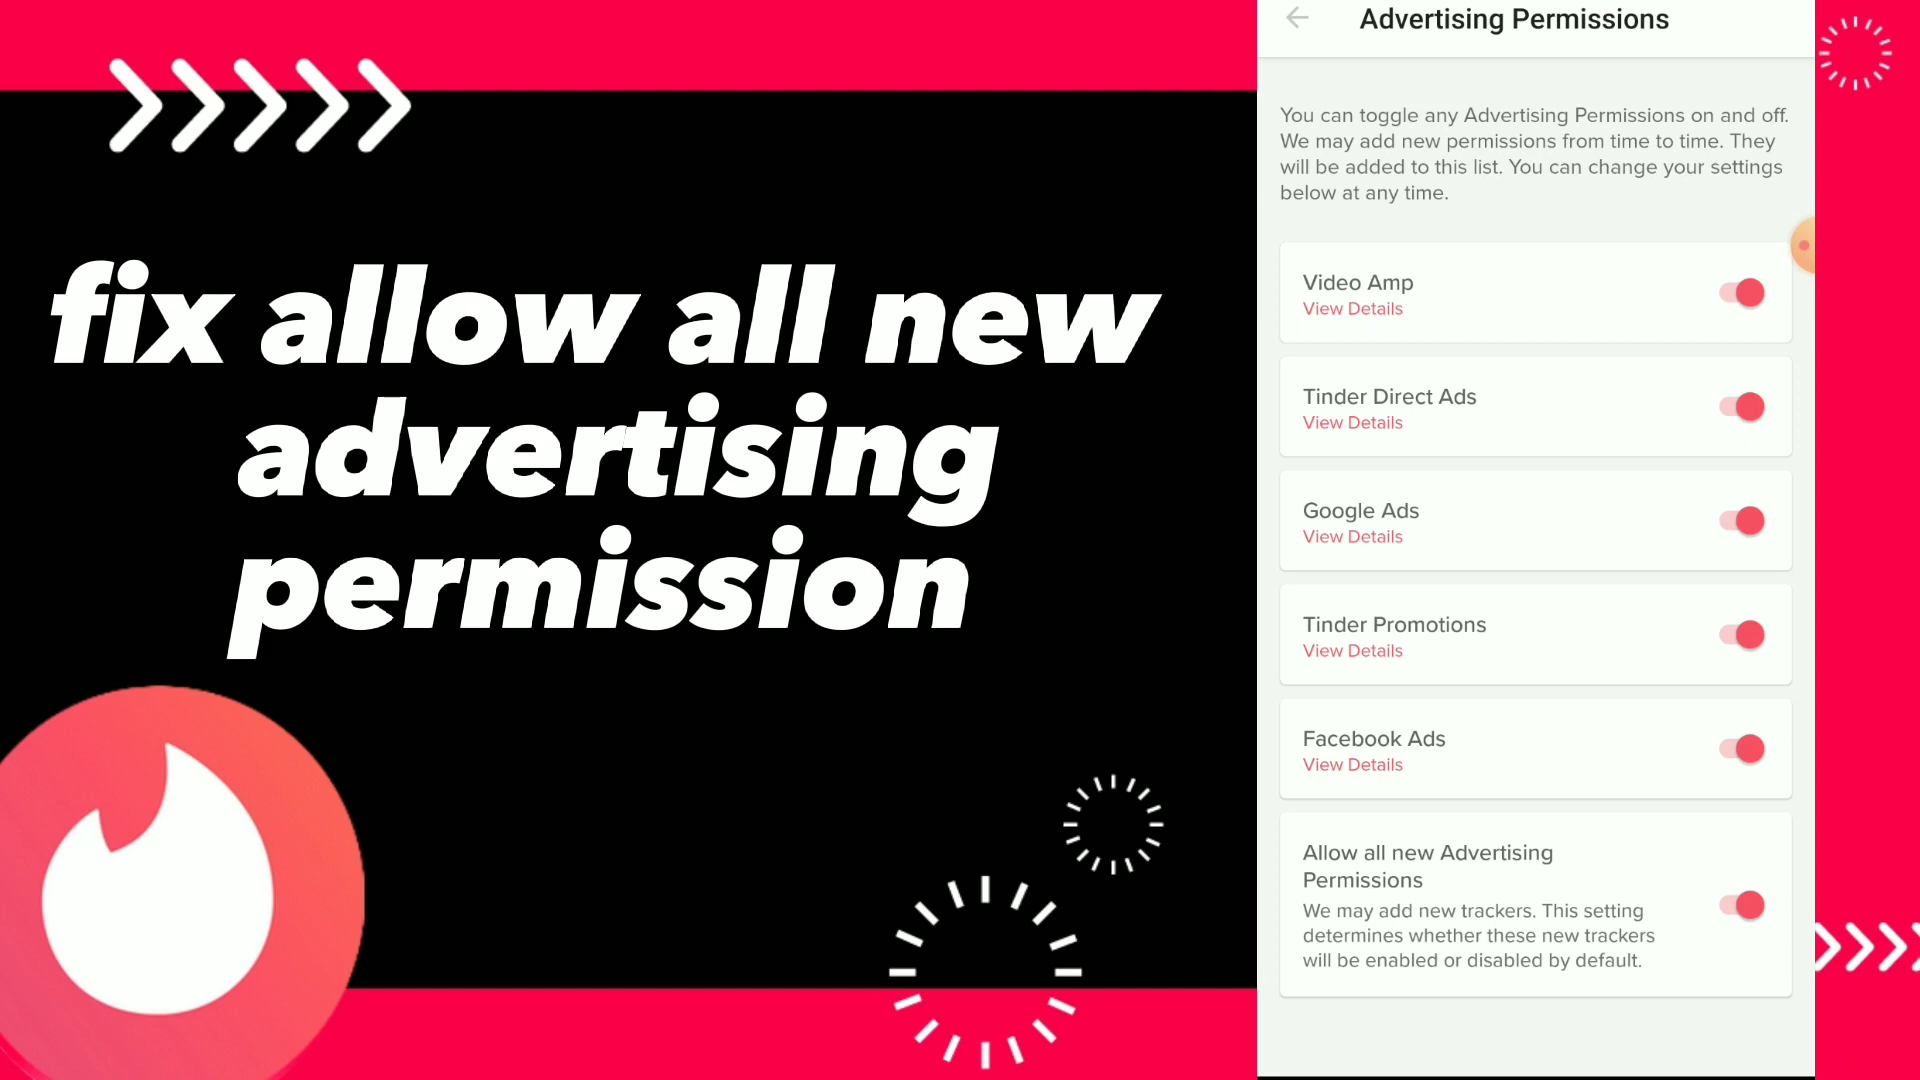 fix allow all new
advertising
permission
Advertising Permissions
You can toggle any Advertising Permissions on and off.
We may add new permissions from time to time. They
will be added to this list. You can change your settings
below at any time.
Video Amp
View Details
Tinder Direct Ads
View Details
Google Ads
View Details
Tinder Promotions
View Details
Facebook Ads
View Details
Allow all new Advertising
Permissions
We may add new trackers. This setting
determines whether these new trackers
will be enabled or disabled by default.